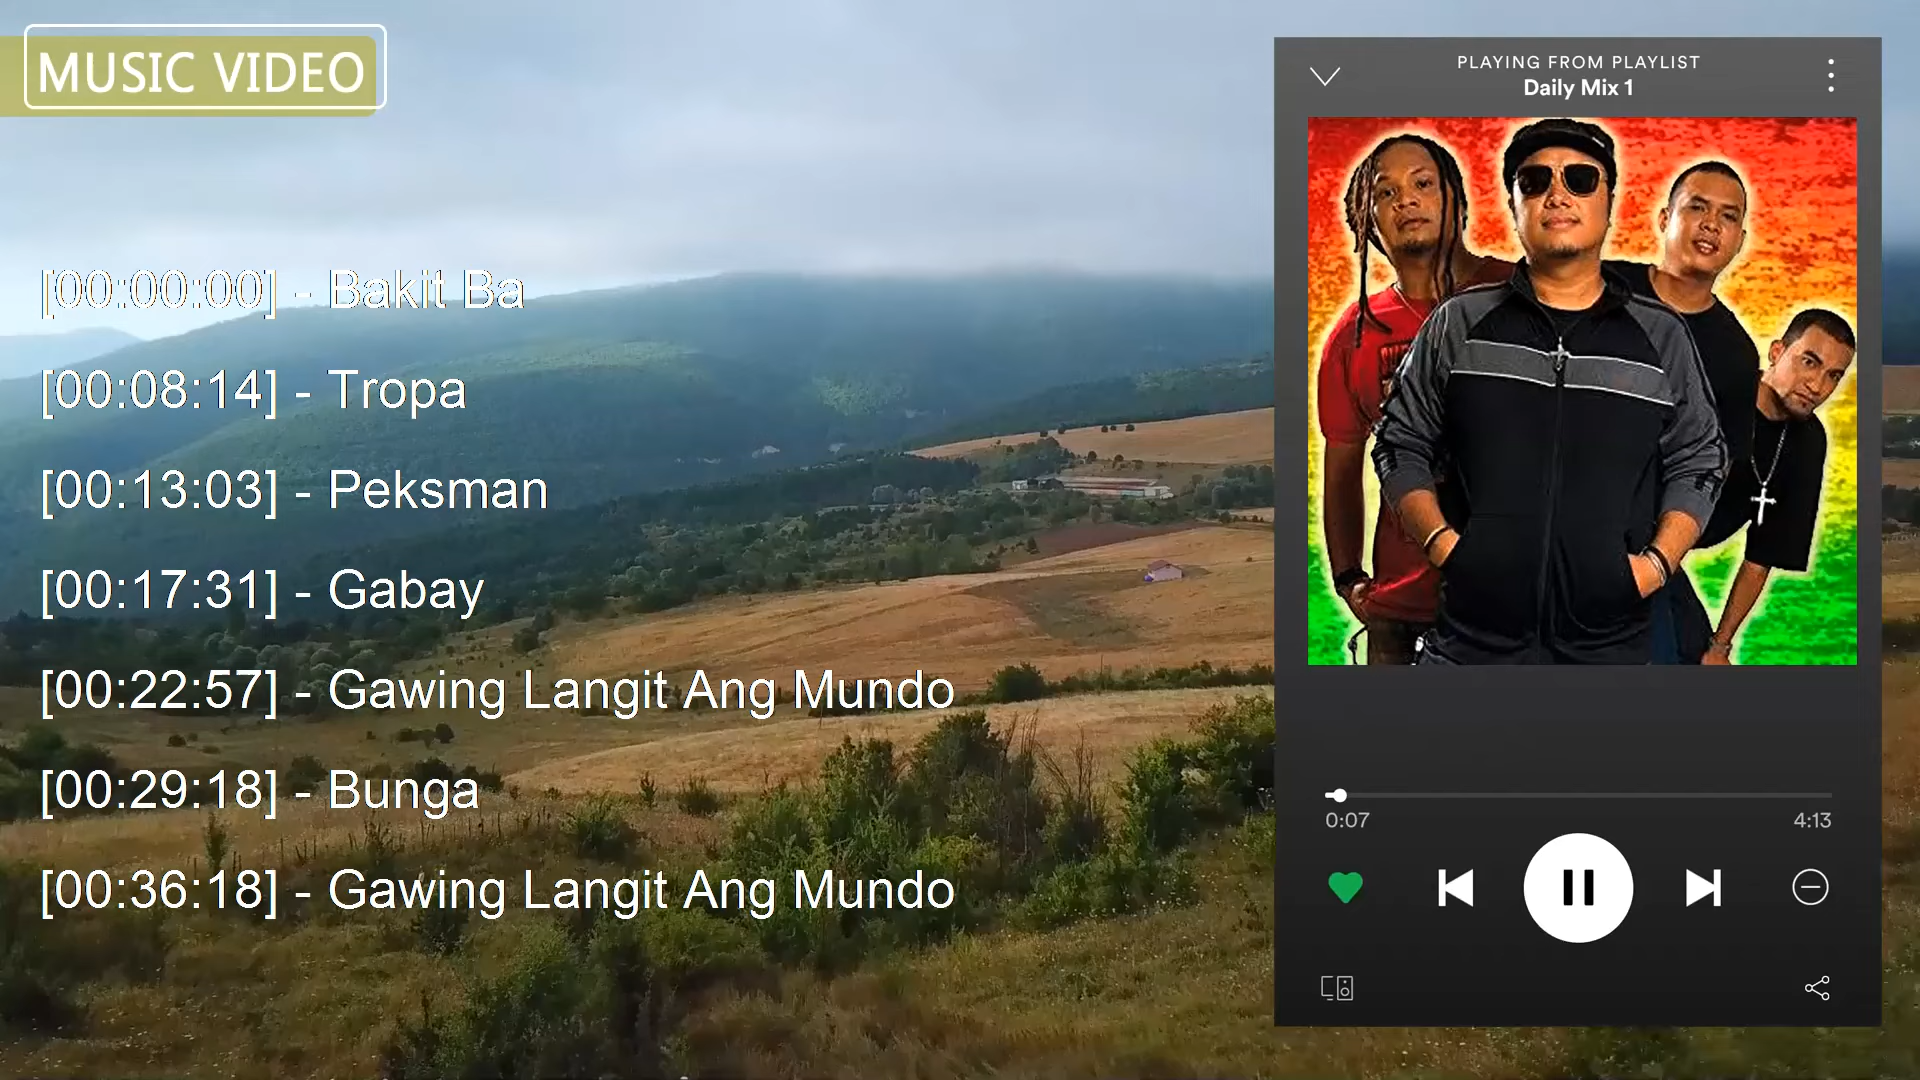 MUSIC VIDEO
[00:00:00] - Bakit Ba
[00:08:14] - Tropa
[00:13:03] - Peksman
[00:17:31] - Gabay
[00:22:57] - Gawing Langit Ang Mundo
[00:29:18] - Bunga
[00:36:18] - Gawing Langit Ang Mundo
PLAYING FROM PLAYLIST
Daily Mix 1
0:07
4:13